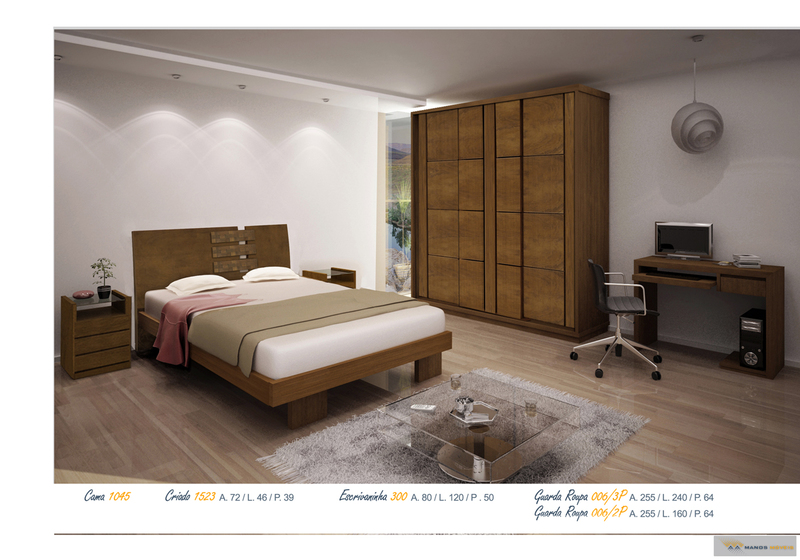 Cama 1045
Criado 1523 A. 72 / L. 46 / P. 39
Escrivaninha 300 A. 80 / L. 120 / P. 50
Guarda Roupa 006/3P A. 255 / L. 240 / P. 64
Guarda Roupa 006/2P A. 255 / L. 160 / P. 64